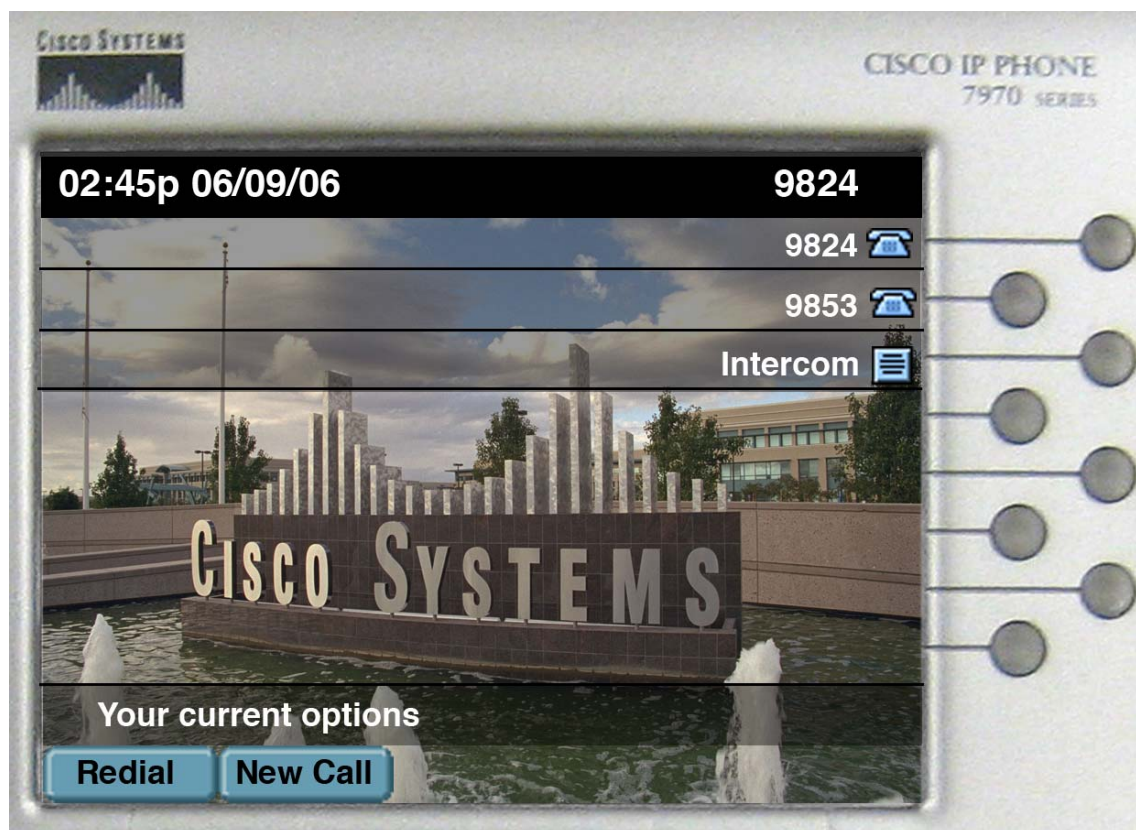 CISCO SYSTEMS
CISCO IP PHONE
7970 SERIES
02:45p 06/09/06 9824
9824
9853
Intercom
CISCO SYSTEMS
Your current options
Redial New Call